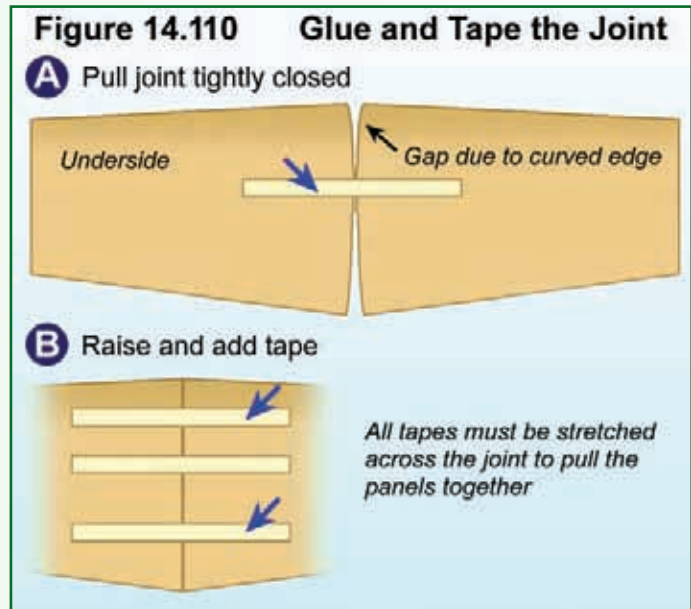 Figure 14.110 Glue and Tape the Joint
A Pull joint tightly closed
Underside
Gap due to curved edge
B Raise and add tape
All tapes must be stretched
across the joint to pull the
panels together